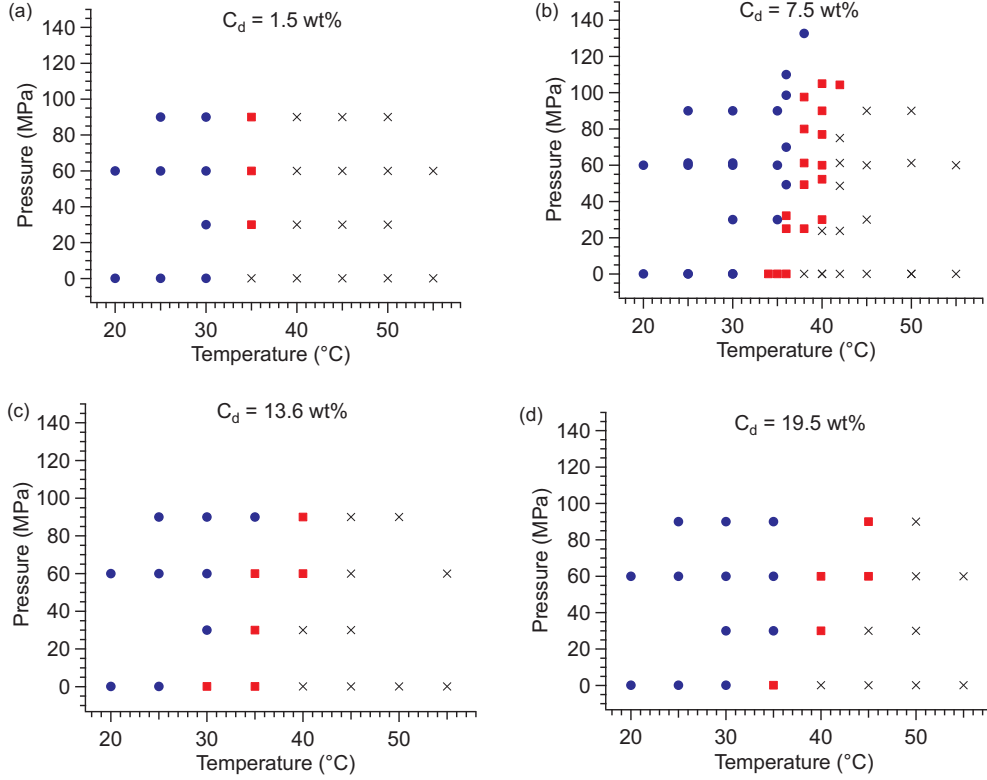 (a)
C_d = 1.5 wt%
Pressure (MPa)
140
120
100
80
60
40
20
0
20 30 40 50
Temperature (°C)
(b)
C_d = 7.5 wt%
Pressure (MPa)
140
120
100
80
60
40
20
0
20 30 40 50
Temperature (°C)
(c)
C_d = 13.6 wt%
Pressure (MPa)
140
120
100
80
60
40
20
0
20 30 40 50
Temperature (°C)
(d)
C_d = 19.5 wt%
Pressure (MPa)
140
120
100
80
60
40
20
0
20 30 40 50
Temperature (°C)